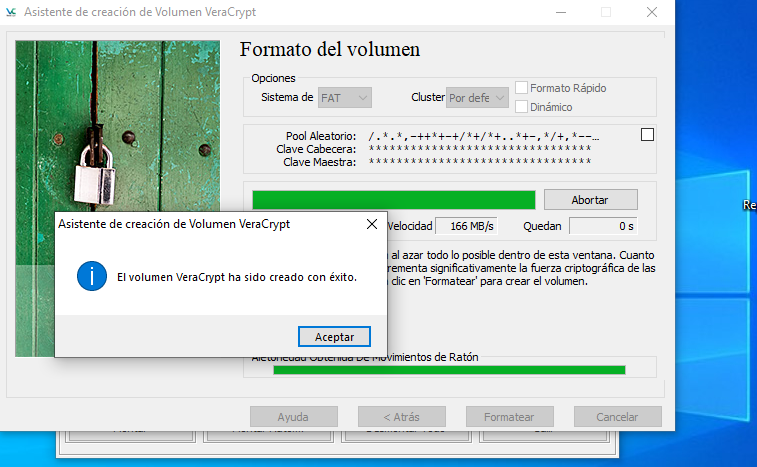 Asistente de creación de Volumen VeraCrypt
Formato del volumen
Opciones
Sistema de FAT Cluster Por defe Formato Rápido
Dinámico
Pool Aleatorio: /.*.*,-++*+-+/*+/*+..*+-,*/+,*--...
Clave Cabecera: ********************************
Clave Maestra: ********************************
Abortar
Velocidad 166 MB/s Quedan 0 s
al azar todo lo posible dentro de esta ventana. Cuanto
rementa significativamente la fuerza criptográfica de las
clic en 'Formatear' para crear el volumen.
Asistente de creación de Volumen VeraCrypt
El volumen VeraCrypt ha sido creado con éxito.
Aceptar
Aleatoriedad Obtenida De Movimientos de Ratón
Ayuda < Atrás Formatear Cancelar
Re